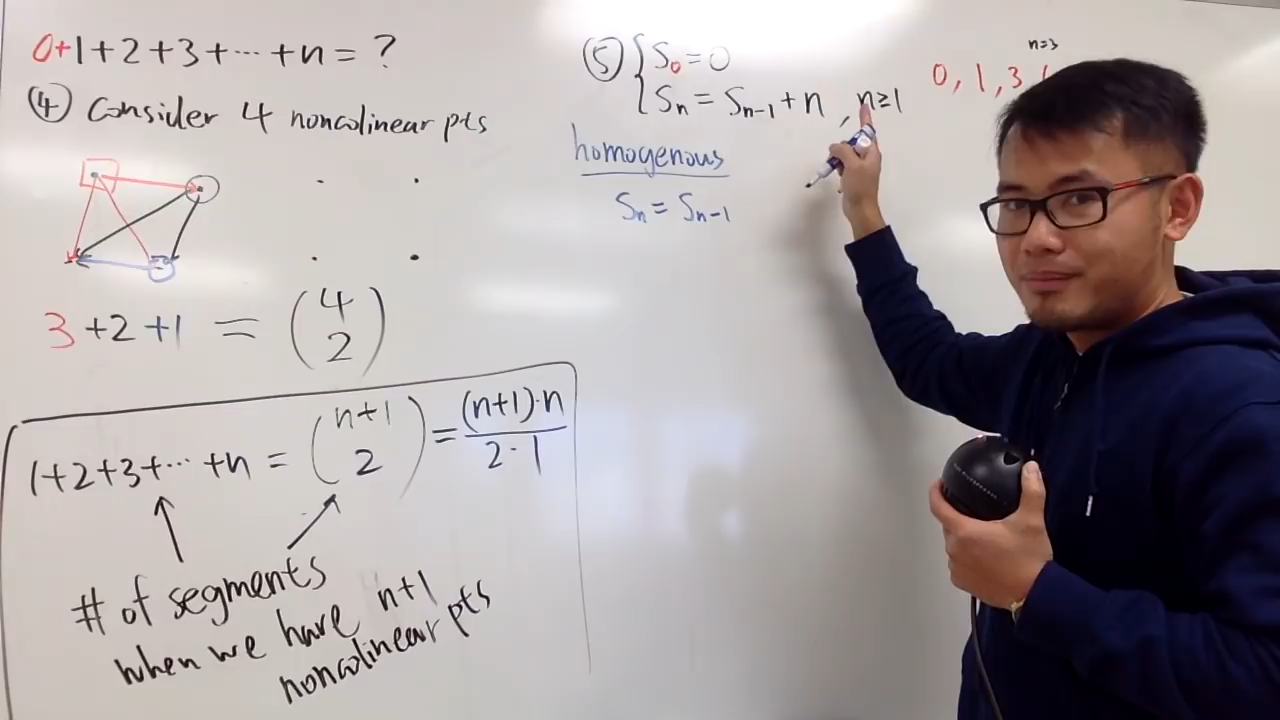 0+1+2+3+⋯+n = ?
④ Consider 4 noncolinear pts
3+2+1 = (4 2)
1+2+3+⋯+n = (n+1 2) = (n+1)·n / 2·1
# of segments
when we have n+1
noncolinear pts
⑤ { S₀ = 0
Sₙ = Sₙ₋₁ + n , n≥1
homogenous
Sₙ = Sₙ₋₁
n=3
0, 1, 3